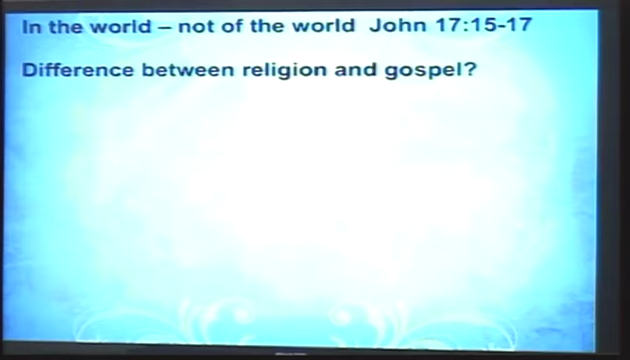 In the world – not of the world  John 17:15-17
Difference between religion and gospel?